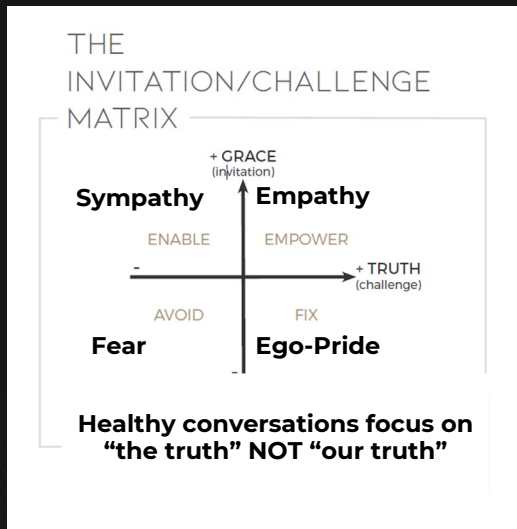 THE
INVITATION/CHALLENGE
MATRIX
+ GRACE
(invitation)
Sympathy Empathy
ENABLE EMPOWER
-
+ TRUTH
(challenge)
AVOID FIX
Fear Ego-Pride
-
Healthy conversations focus on
“the truth” NOT “our truth”